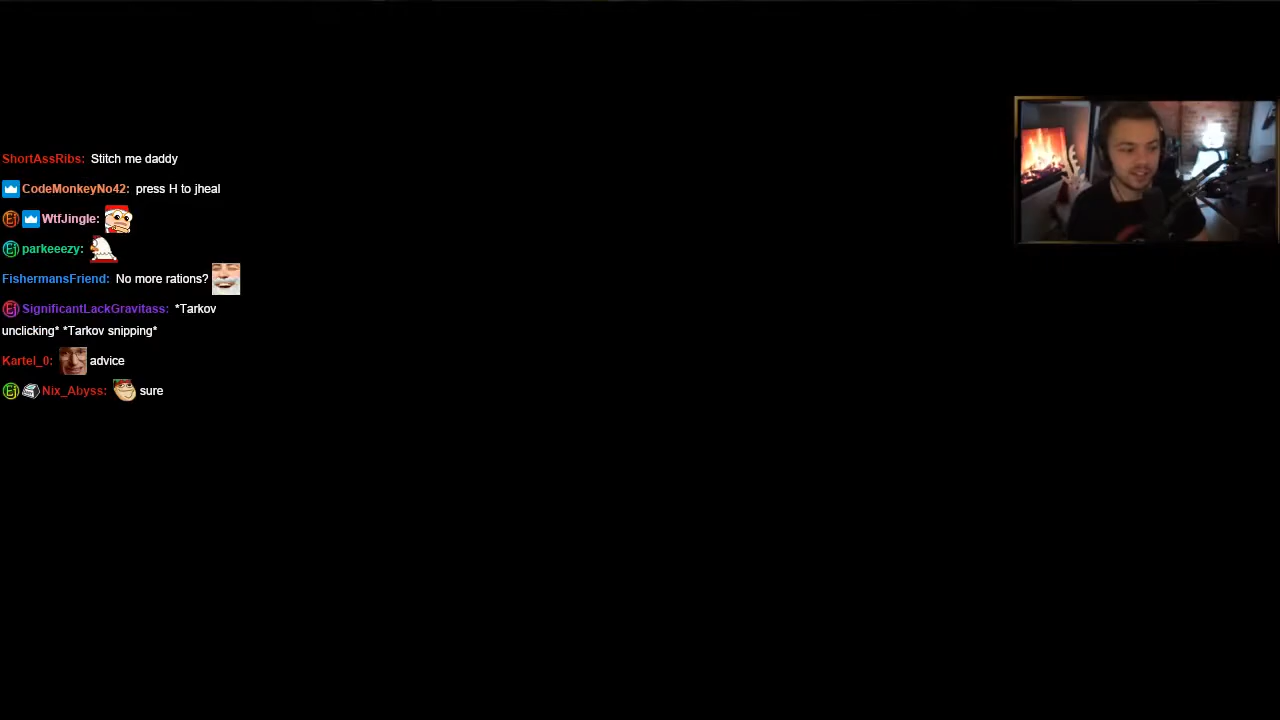 ShortAssRibs: Stitch me daddy
CodeMonkeyNo42: press H to jheal
WtfJingle:
parkeeezy:
FishermansFriend: No more rations?
SignificantLackGravitass: *Tarkov
unclicking* *Tarkov snipping*
Kartel_0: advice
Nix_Abyss: sure